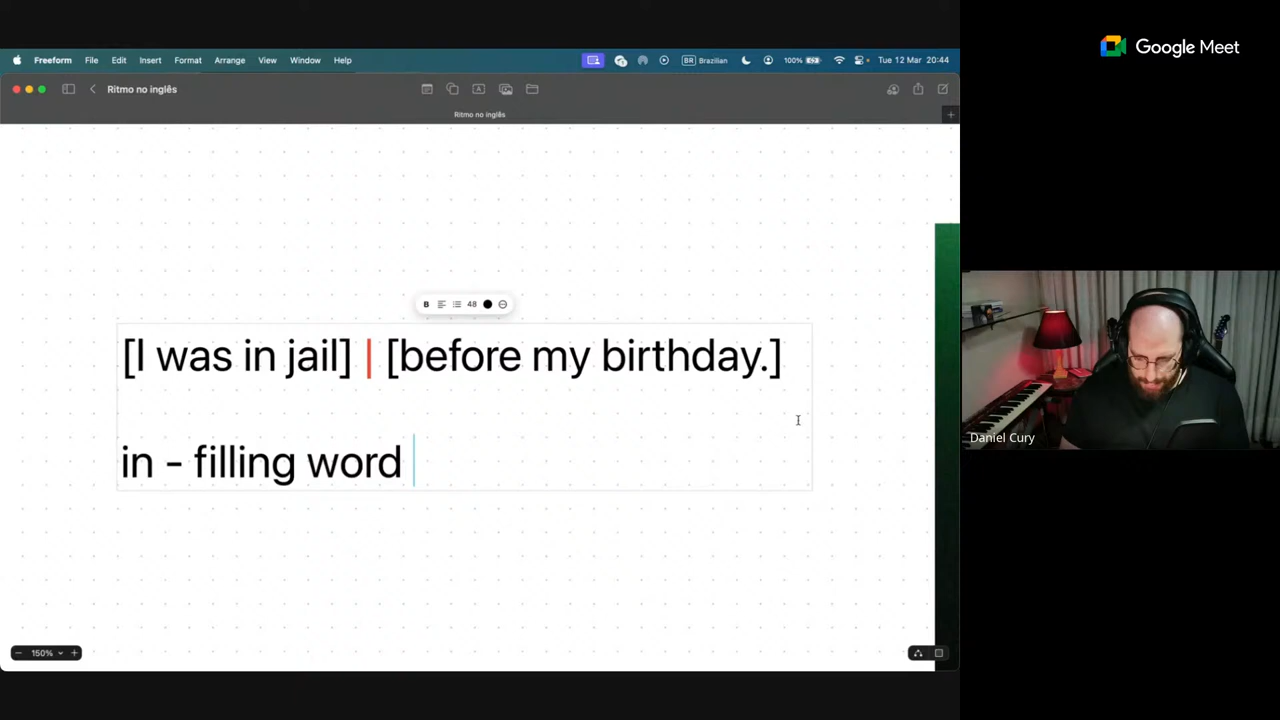 Google Meet
Freeform File Edit Insert Format Arrange View Window Help
BR Brazilian 100% Tue 12 Mar 20:44
Ritmo no inglês
Ritmo no inglês
B 48
[I was in jail] | [before my birthday.]
in - filling word
Daniel Cury
150%